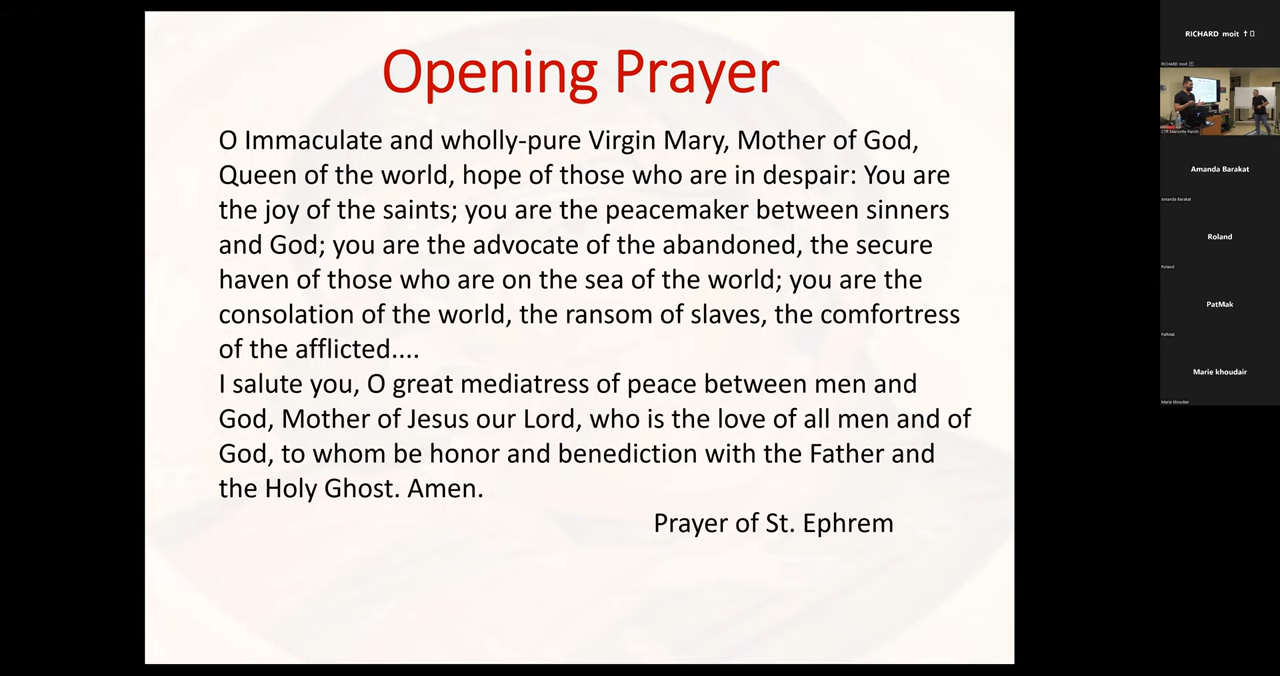 Opening Prayer
O Immaculate and wholly-pure Virgin Mary, Mother of God,
Queen of the world, hope of those who are in despair: You are
the joy of the saints; you are the peacemaker between sinners
and God; you are the advocate of the abandoned, the secure
haven of those who are on the sea of the world; you are the
consolation of the world, the ransom of slaves, the comfortress
of the afflicted....
I salute you, O great mediatress of peace between men and
God, Mother of Jesus our Lord, who is the love of all men and of
God, to whom be honor and benediction with the Father and
the Holy Ghost. Amen.
Prayer of St. Ephrem
RICHARD moit ✝
RICHARD moit
CTR Maronite Parish
Amanda Barakat
Amanda Barakat
Roland
Roland
PatMak
PatMak
Marie khoudair
Marie khoudair